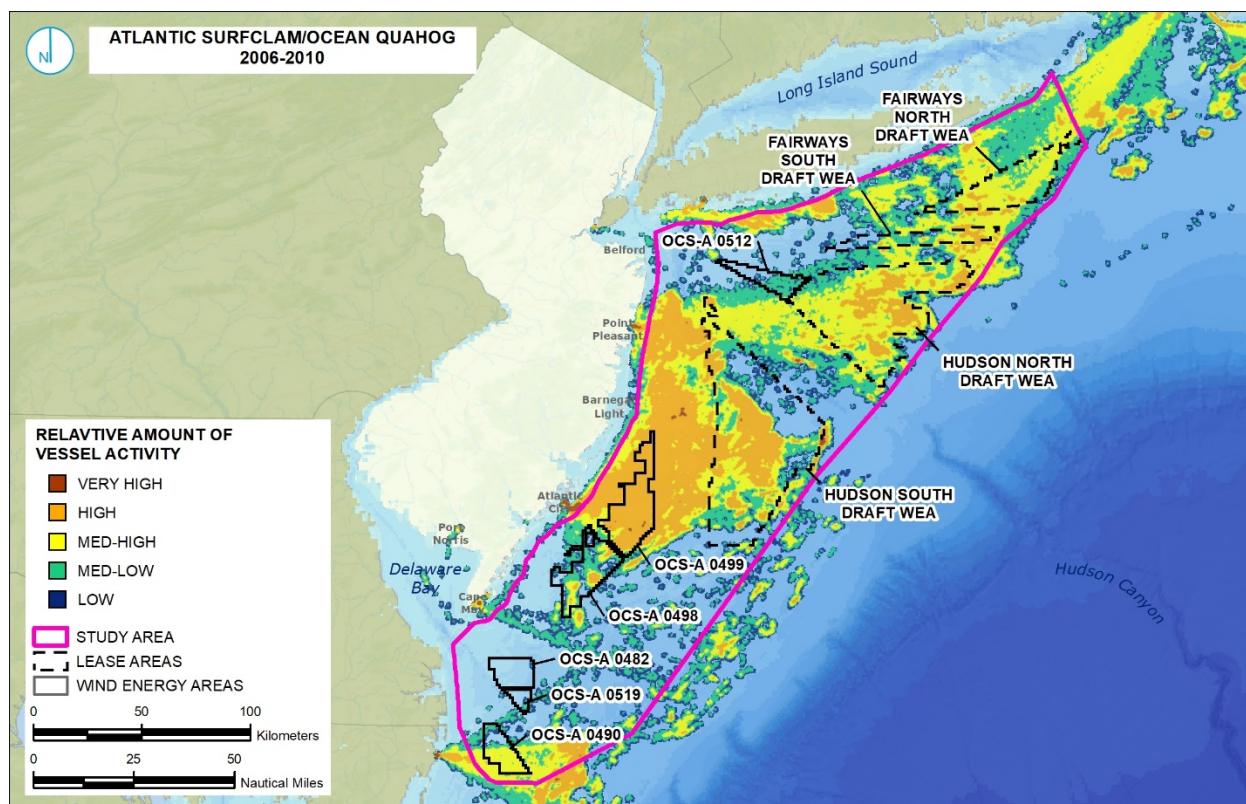 N
ATLANTIC SURFCLAM/OCEAN QUAHOG
2006-2010
Long Island Sound
FAIRWAYS
NORTH
DRAFT WEA
FAIRWAYS
SOUTH
DRAFT WEA
OCS-A 0512
Belford
Point
Pleasant
HUDSON NORTH
DRAFT WEA
Barnegat
Light
HUDSON SOUTH
DRAFT WEA
Atlantic
City
Port
Norris
OCS-A 0499
Delaware
Bay
Hudson Canyon
Cape
May
OCS-A 0498
OCS-A 0482
OCS-A 0519
OCS-A 0490
RELAVTIVE AMOUNT OF
VESSEL ACTIVITY
VERY HIGH
HIGH
MED-HIGH
MED-LOW
LOW
STUDY AREA
LEASE AREAS
WIND ENERGY AREAS
0 50 100
Kilometers
0 25 50
Nautical Miles